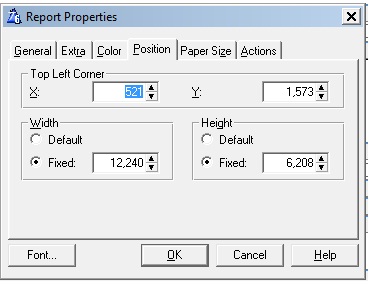 Report Properties
General Extra Color Position Paper Size Actions
Top Left Corner
X: 521 Y: 1,573
Width Height
Default Default
Fixed: 12,240 Fixed: 6,208
Font... OK Cancel Help